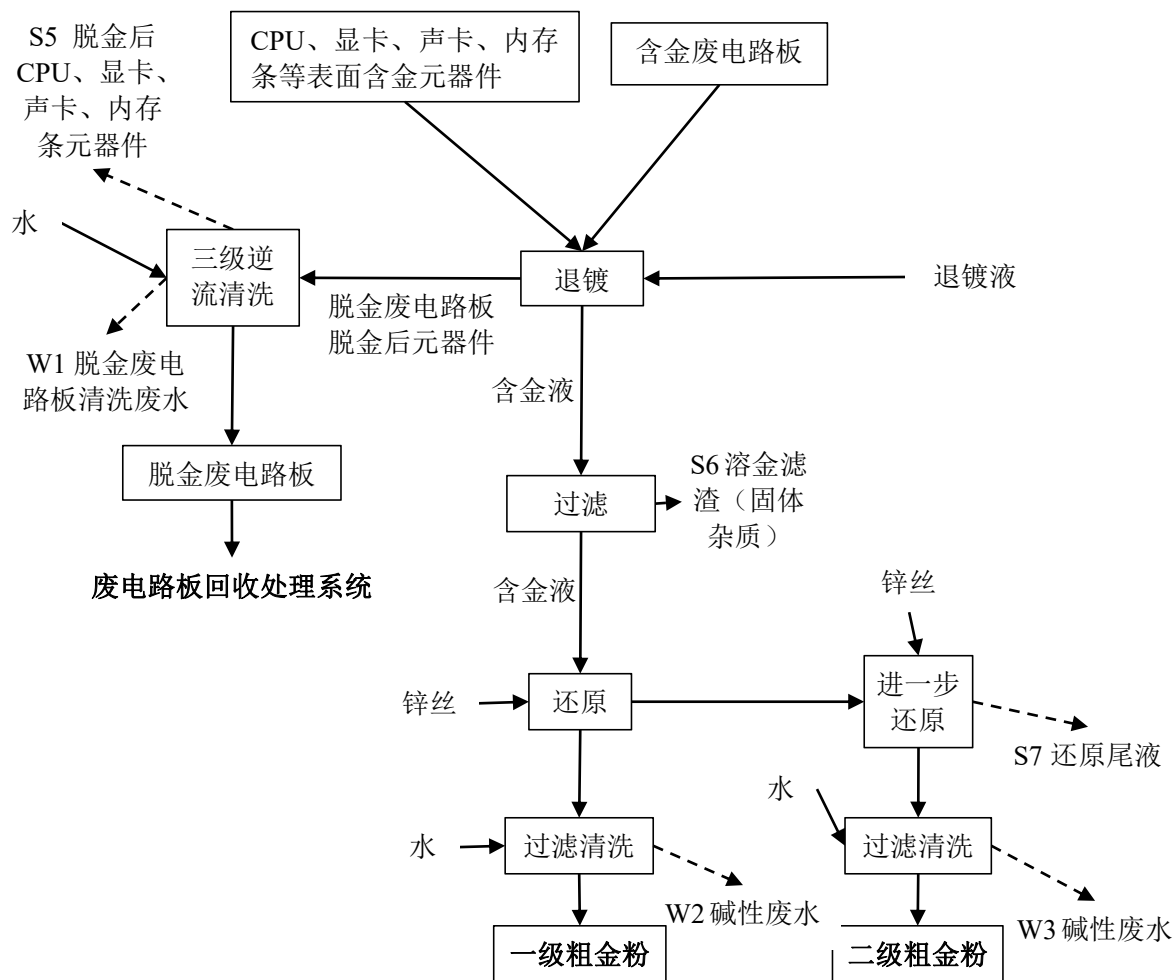 S5 脱金后
CPU、显卡、
声卡、内存
条元器件
CPU、显卡、声卡、内存
条等表面含金元器件
含金废电路板
水
三级逆
流清洗
退镀
退镀液
脱金废电路板
脱金后元器件
W1 脱金废电
路板清洗废水
含金液
脱金废电路板
过滤
S6 溶金滤
渣（固体
杂质）
废电路板回收处理系统
含金液
锌丝
锌丝
还原
进一步
还原
S7 还原尾液
水
水
过滤清洗
过滤清洗
W2 碱性废水
W3 碱性废水
一级粗金粉
二级粗金粉